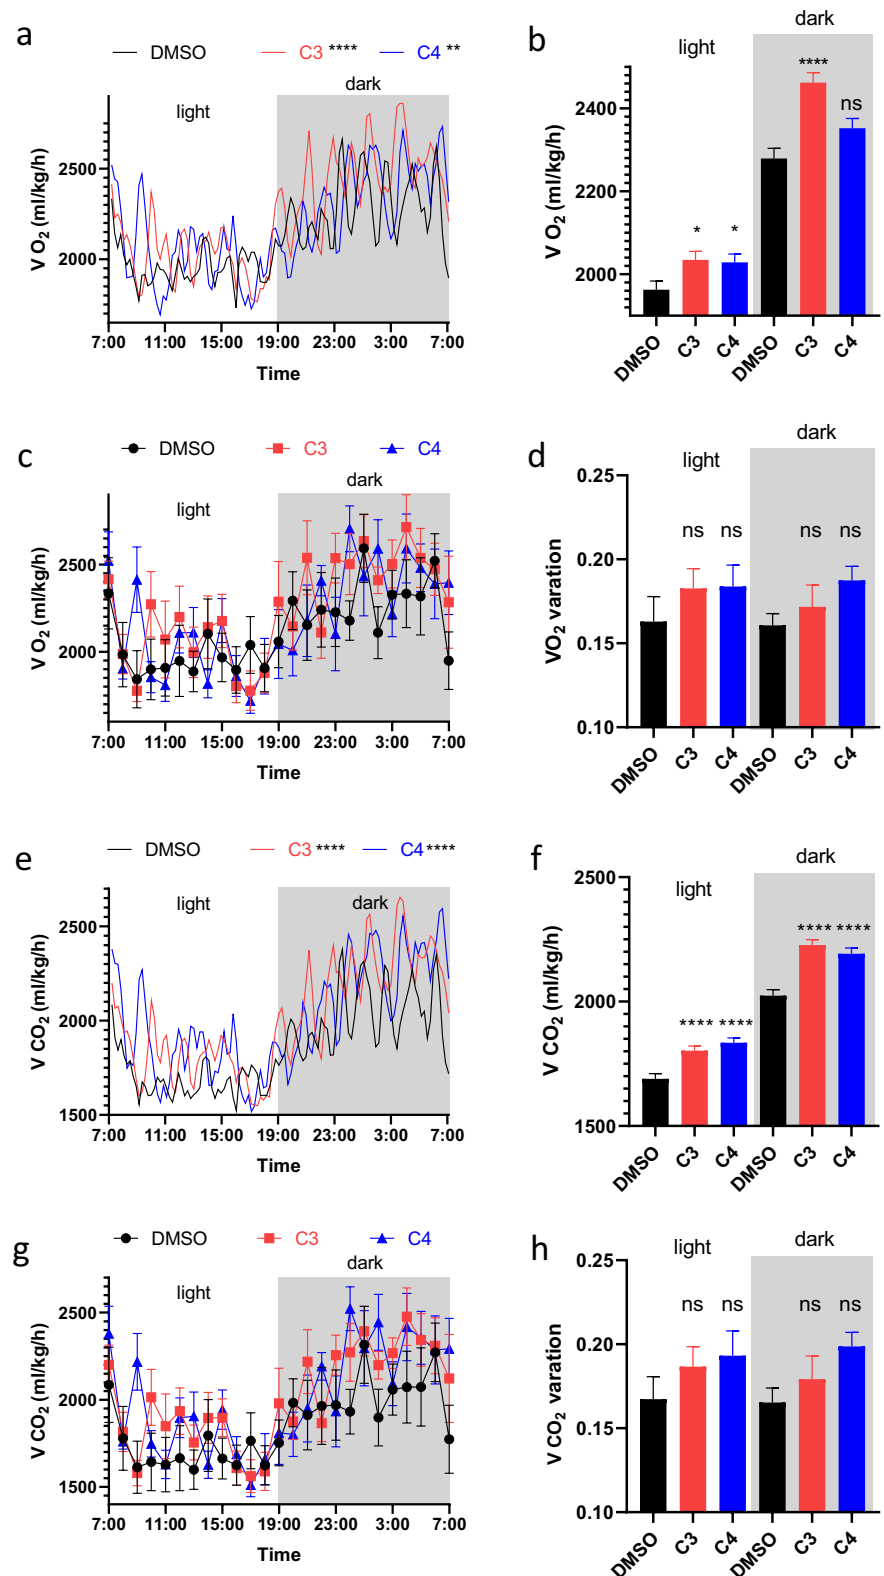 a
DMSO C3 **** C4 **
light dark
V O2 (ml/kg/h)
2500
2000
7:00 11:00 15:00 19:00 23:00 3:00 7:00
Time
b
dark
light
V O2 (ml/kg/h)
2400
2200
2000
* * **** ns
DMSO C3 C4 DMSO C3 C4
c
DMSO C3 C4
light dark
V O2 (ml/kg/h)
2500
2000
7:00 11:00 15:00 19:00 23:00 3:00 7:00
Time
d
dark
light
VO2 varation
0.25
0.20
0.15
0.10
ns ns ns ns
DMSO C3 C4 DMSO C3 C4
e
DMSO C3 **** C4 ****
light dark
V CO2 (ml/kg/h)
2500
2000
1500
7:00 11:00 15:00 19:00 23:00 3:00 7:00
Time
f
dark
light
V CO2 (ml/kg/h)
2500
2000
1500
**** **** **** ****
DMSO C3 C4 DMSO C3 C4
g
DMSO C3 C4
light dark
V CO2 (ml/kg/h)
2500
2000
1500
7:00 11:00 15:00 19:00 23:00 3:00 7:00
Time
h
dark
light
V CO2 varation
0.25
0.20
0.15
0.10
ns ns ns ns
DMSO C3 C4 DMSO C3 C4